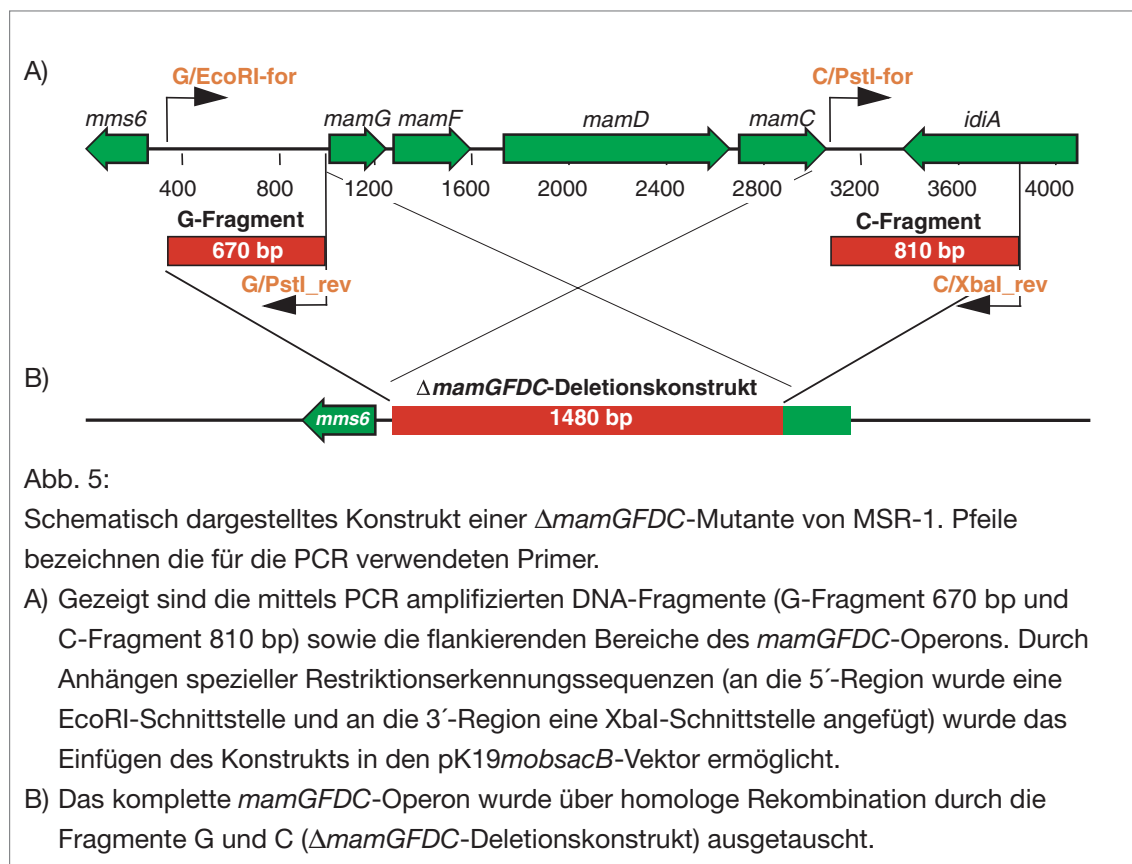 A)
G/EcoRI-for
C/PstI-for
mms6
mamG
mamF
mamD
mamC
idiA
400 800 1200 1600 2000 2400 2800 3200 3600 4000
G-Fragment
C-Fragment
670 bp
810 bp
G/PstI_rev
C/XbaI_rev
B)
ΔmamGFDC-Deletionskonstrukt
mms6
1480 bp
Abb. 5:
Schematisch dargestelltes Konstrukt einer ΔmamGFDC-Mutante von MSR-1. Pfeile
bezeichnen die für die PCR verwendeten Primer.
A) Gezeigt sind die mittels PCR amplifizierten DNA-Fragmente (G-Fragment 670 bp und
C-Fragment 810 bp) sowie die flankierenden Bereiche des mamGFDC-Operons. Durch
Anhängen spezieller Restriktionserkennungssequenzen (an die 5´-Region wurde eine
EcoRI-Schnittstelle und an die 3´-Region eine XbaI-Schnittstelle angefügt) wurde das
Einfügen des Konstrukts in den pK19mobsacB-Vektor ermöglicht.
B) Das komplette mamGFDC-Operon wurde über homologe Rekombination durch die
Fragmente G und C (ΔmamGFDC-Deletionskonstrukt) ausgetauscht.